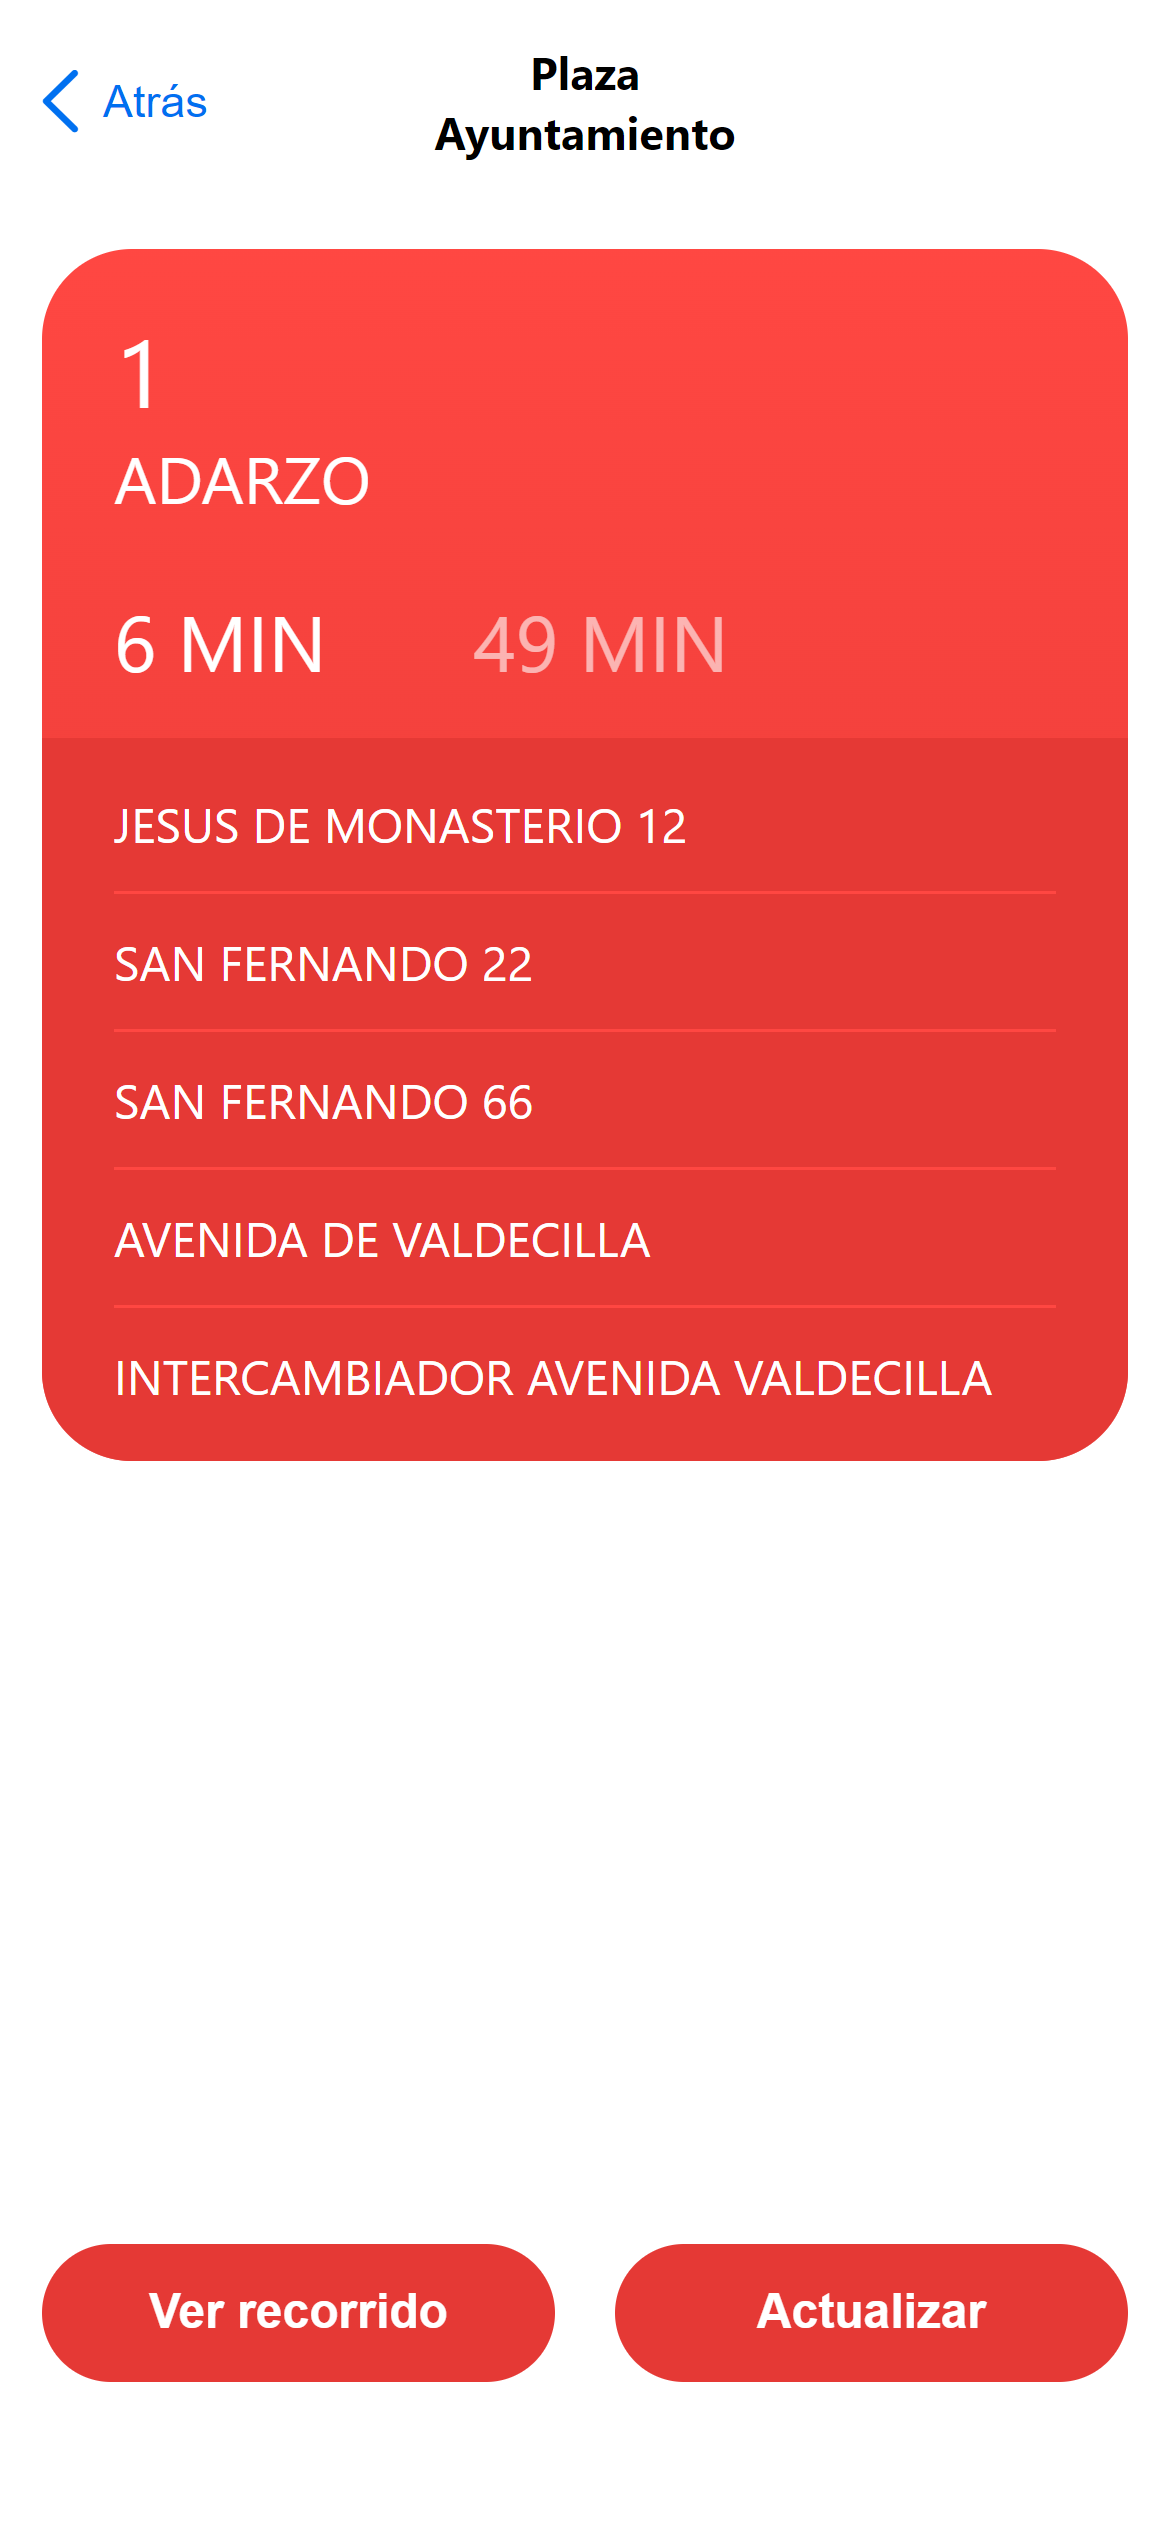 Atrás
Plaza
Ayuntamiento
1
ADARZO
6 MIN 49 MIN
JESUS DE MONASTERIO 12
SAN FERNANDO 22
SAN FERNANDO 66
AVENIDA DE VALDECILLA
INTERCAMBIADOR AVENIDA VALDECILLA
Ver recorrido
Actualizar